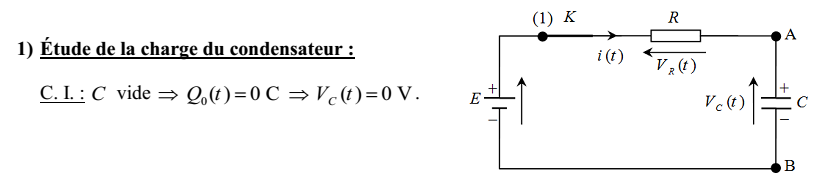 1) Étude de la charge du condensateur :
C. I. : C vide ⇒ Q₀(t) = 0 C ⇒ V_C(t) = 0 V.
(1) K
R
A
i(t)
V_R(t)
E
+
−
V_C(t)
+
−
C
B